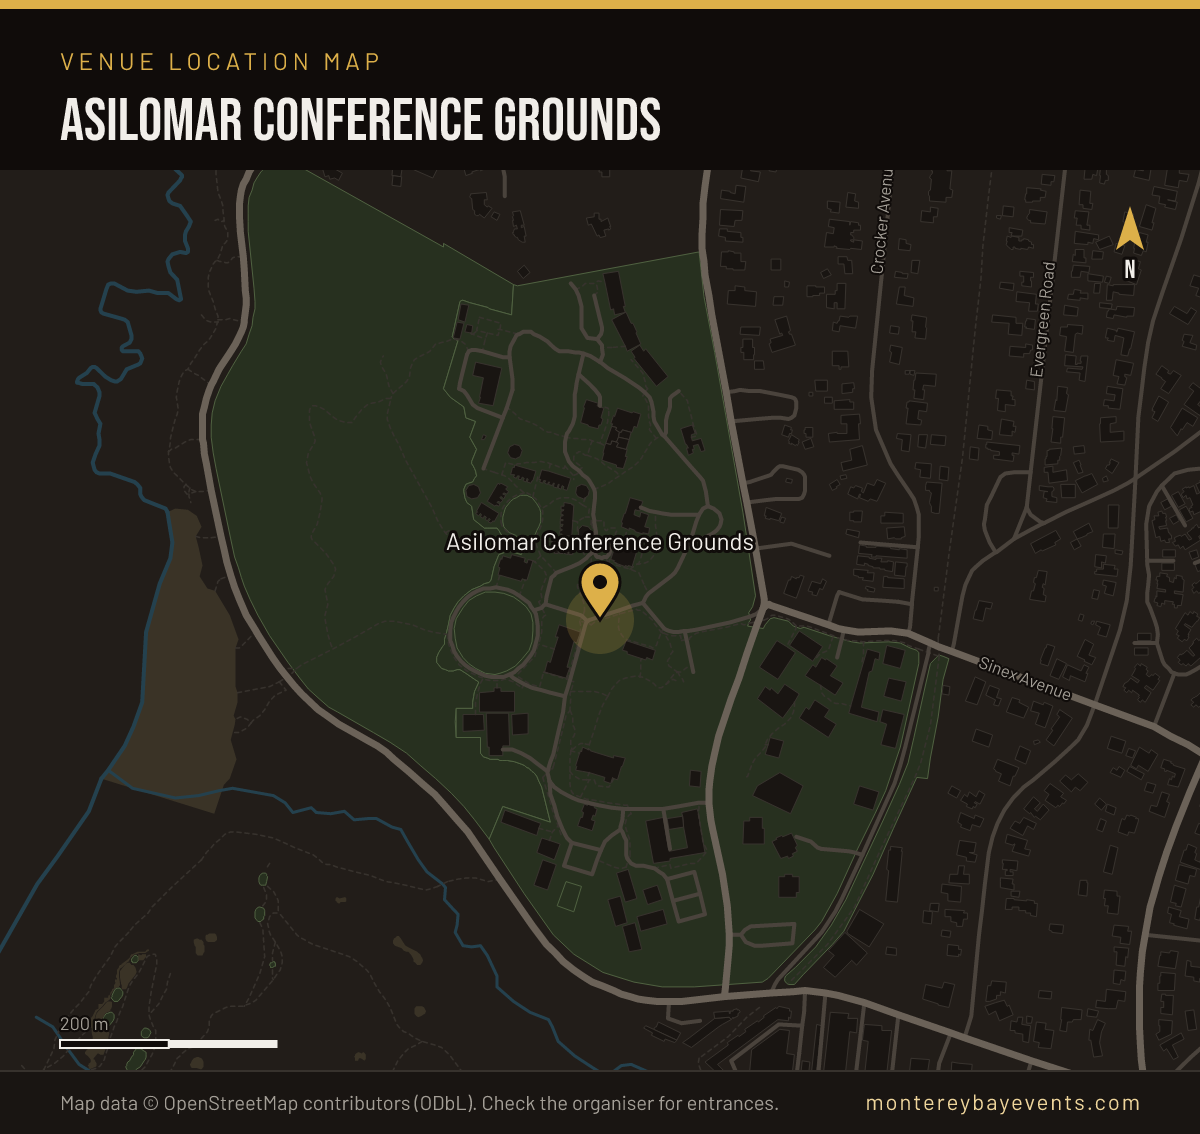 VENUE LOCATION MAP
ASILOMAR CONFERENCE GROUNDS
Crocker Avenu
N
Evergreen Road
Asilomar Conference Grounds
Sinex Avenue
200 m
Map data © OpenStreetMap contributors (ODbL). Check the organiser for entrances.
montereybayevents.com